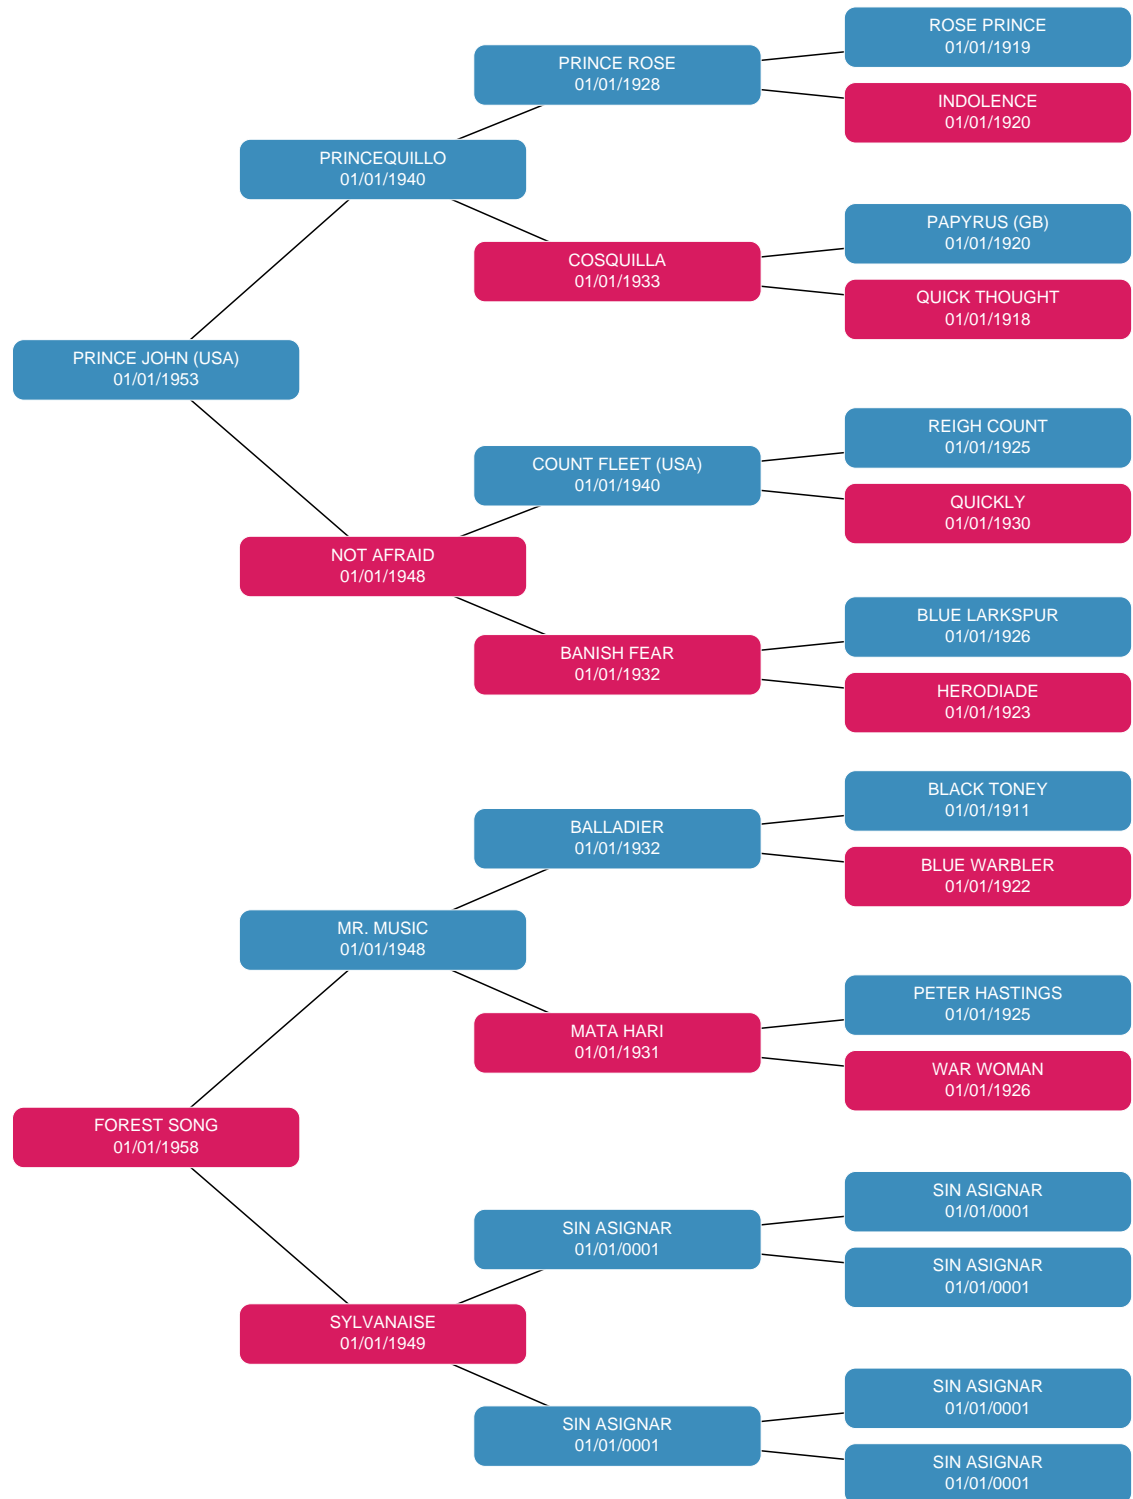 ROSE PRINCE
01/01/1919
PRINCE ROSE
01/01/1928
INDOLENCE
01/01/1920
PRINCEQUILLO
01/01/1940
PAPYRUS (GB)
01/01/1920
COSQUILLA
01/01/1933
QUICK THOUGHT
01/01/1918
PRINCE JOHN (USA)
01/01/1953
REIGH COUNT
01/01/1925
COUNT FLEET (USA)
01/01/1940
QUICKLY
01/01/1930
NOT AFRAID
01/01/1948
BLUE LARKSPUR
01/01/1926
BANISH FEAR
01/01/1932
HERODIADE
01/01/1923
BLACK TONEY
01/01/1911
BALLADIER
01/01/1932
BLUE WARBLER
01/01/1922
MR. MUSIC
01/01/1948
PETER HASTINGS
01/01/1925
MATA HARI
01/01/1931
WAR WOMAN
01/01/1926
FOREST SONG
01/01/1958
SIN ASIGNAR
01/01/0001
SIN ASIGNAR
01/01/0001
SIN ASIGNAR
01/01/0001
SYLVANAISE
01/01/1949
SIN ASIGNAR
01/01/0001
SIN ASIGNAR
01/01/0001
SIN ASIGNAR
01/01/0001